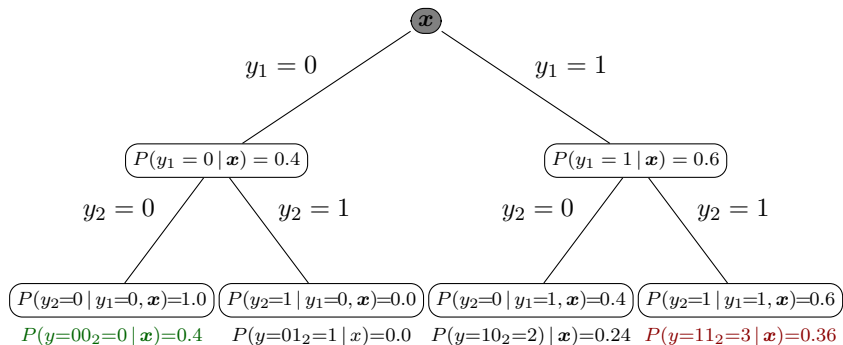 x
y₁ = 0 y₁ = 1
P(y₁ = 0 | x) = 0.4 P(y₁ = 1 | x) = 0.6
y₂ = 0 y₂ = 1 y₂ = 0 y₂ = 1
P(y₂=0 | y₁=0, x)=1.0 P(y₂=1 | y₁=0, x)=0.0 P(y₂=0 | y₁=1, x)=0.4 P(y₂=1 | y₁=1, x)=0.6
P(y=00₂=0 | x)=0.4 P(y=01₂=1 | x)=0.0 P(y=10₂=2) | x)=0.24 P(y=11₂=3 | x)=0.36